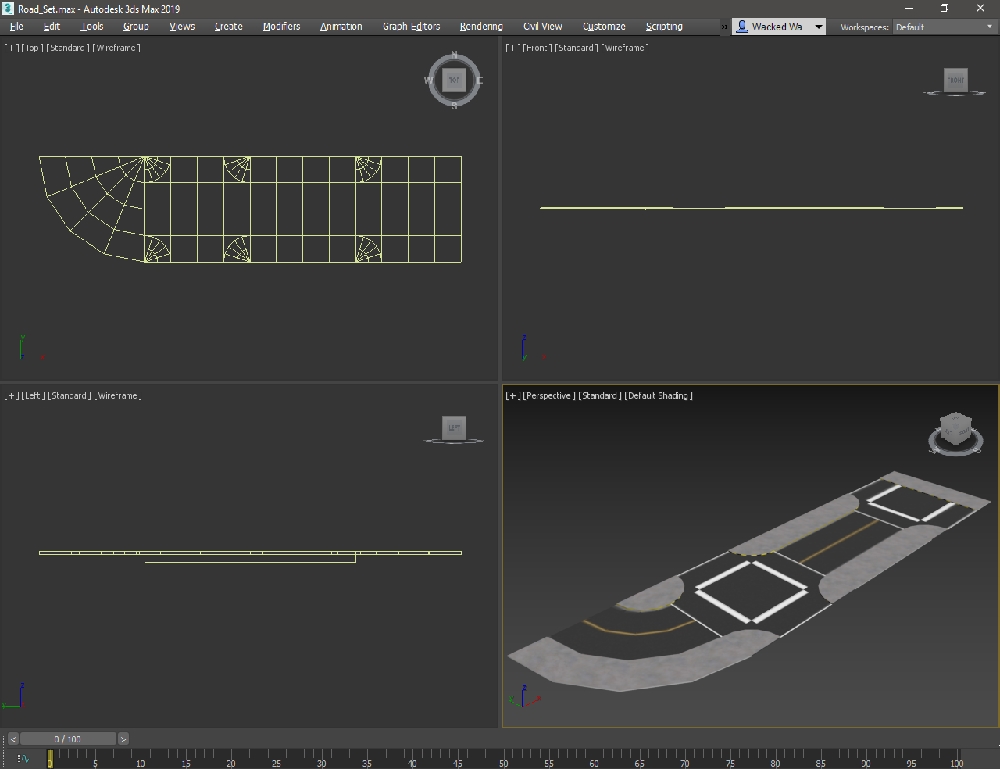 Road_Set.max - Autodesk 3ds Max 2019
File Edit Tools Group Views Create Modifiers Animation Graph Editors Rendering Civil View Customize Scripting » Wacked Wa Workspaces: Default
[+] [Top] [Standard] [Wireframe]
[+] [Front] [Standard] [Wireframe]
N
W TOP E
S
FRONT
[+] [Left] [Standard] [Wireframe]
[+] [Perspective] [Standard] [Default Shading]
LEFT
< 0 / 100 >
0 5 10 15 20 25 30 35 40 45 50 55 60 65 70 75 80 85 90 95 100